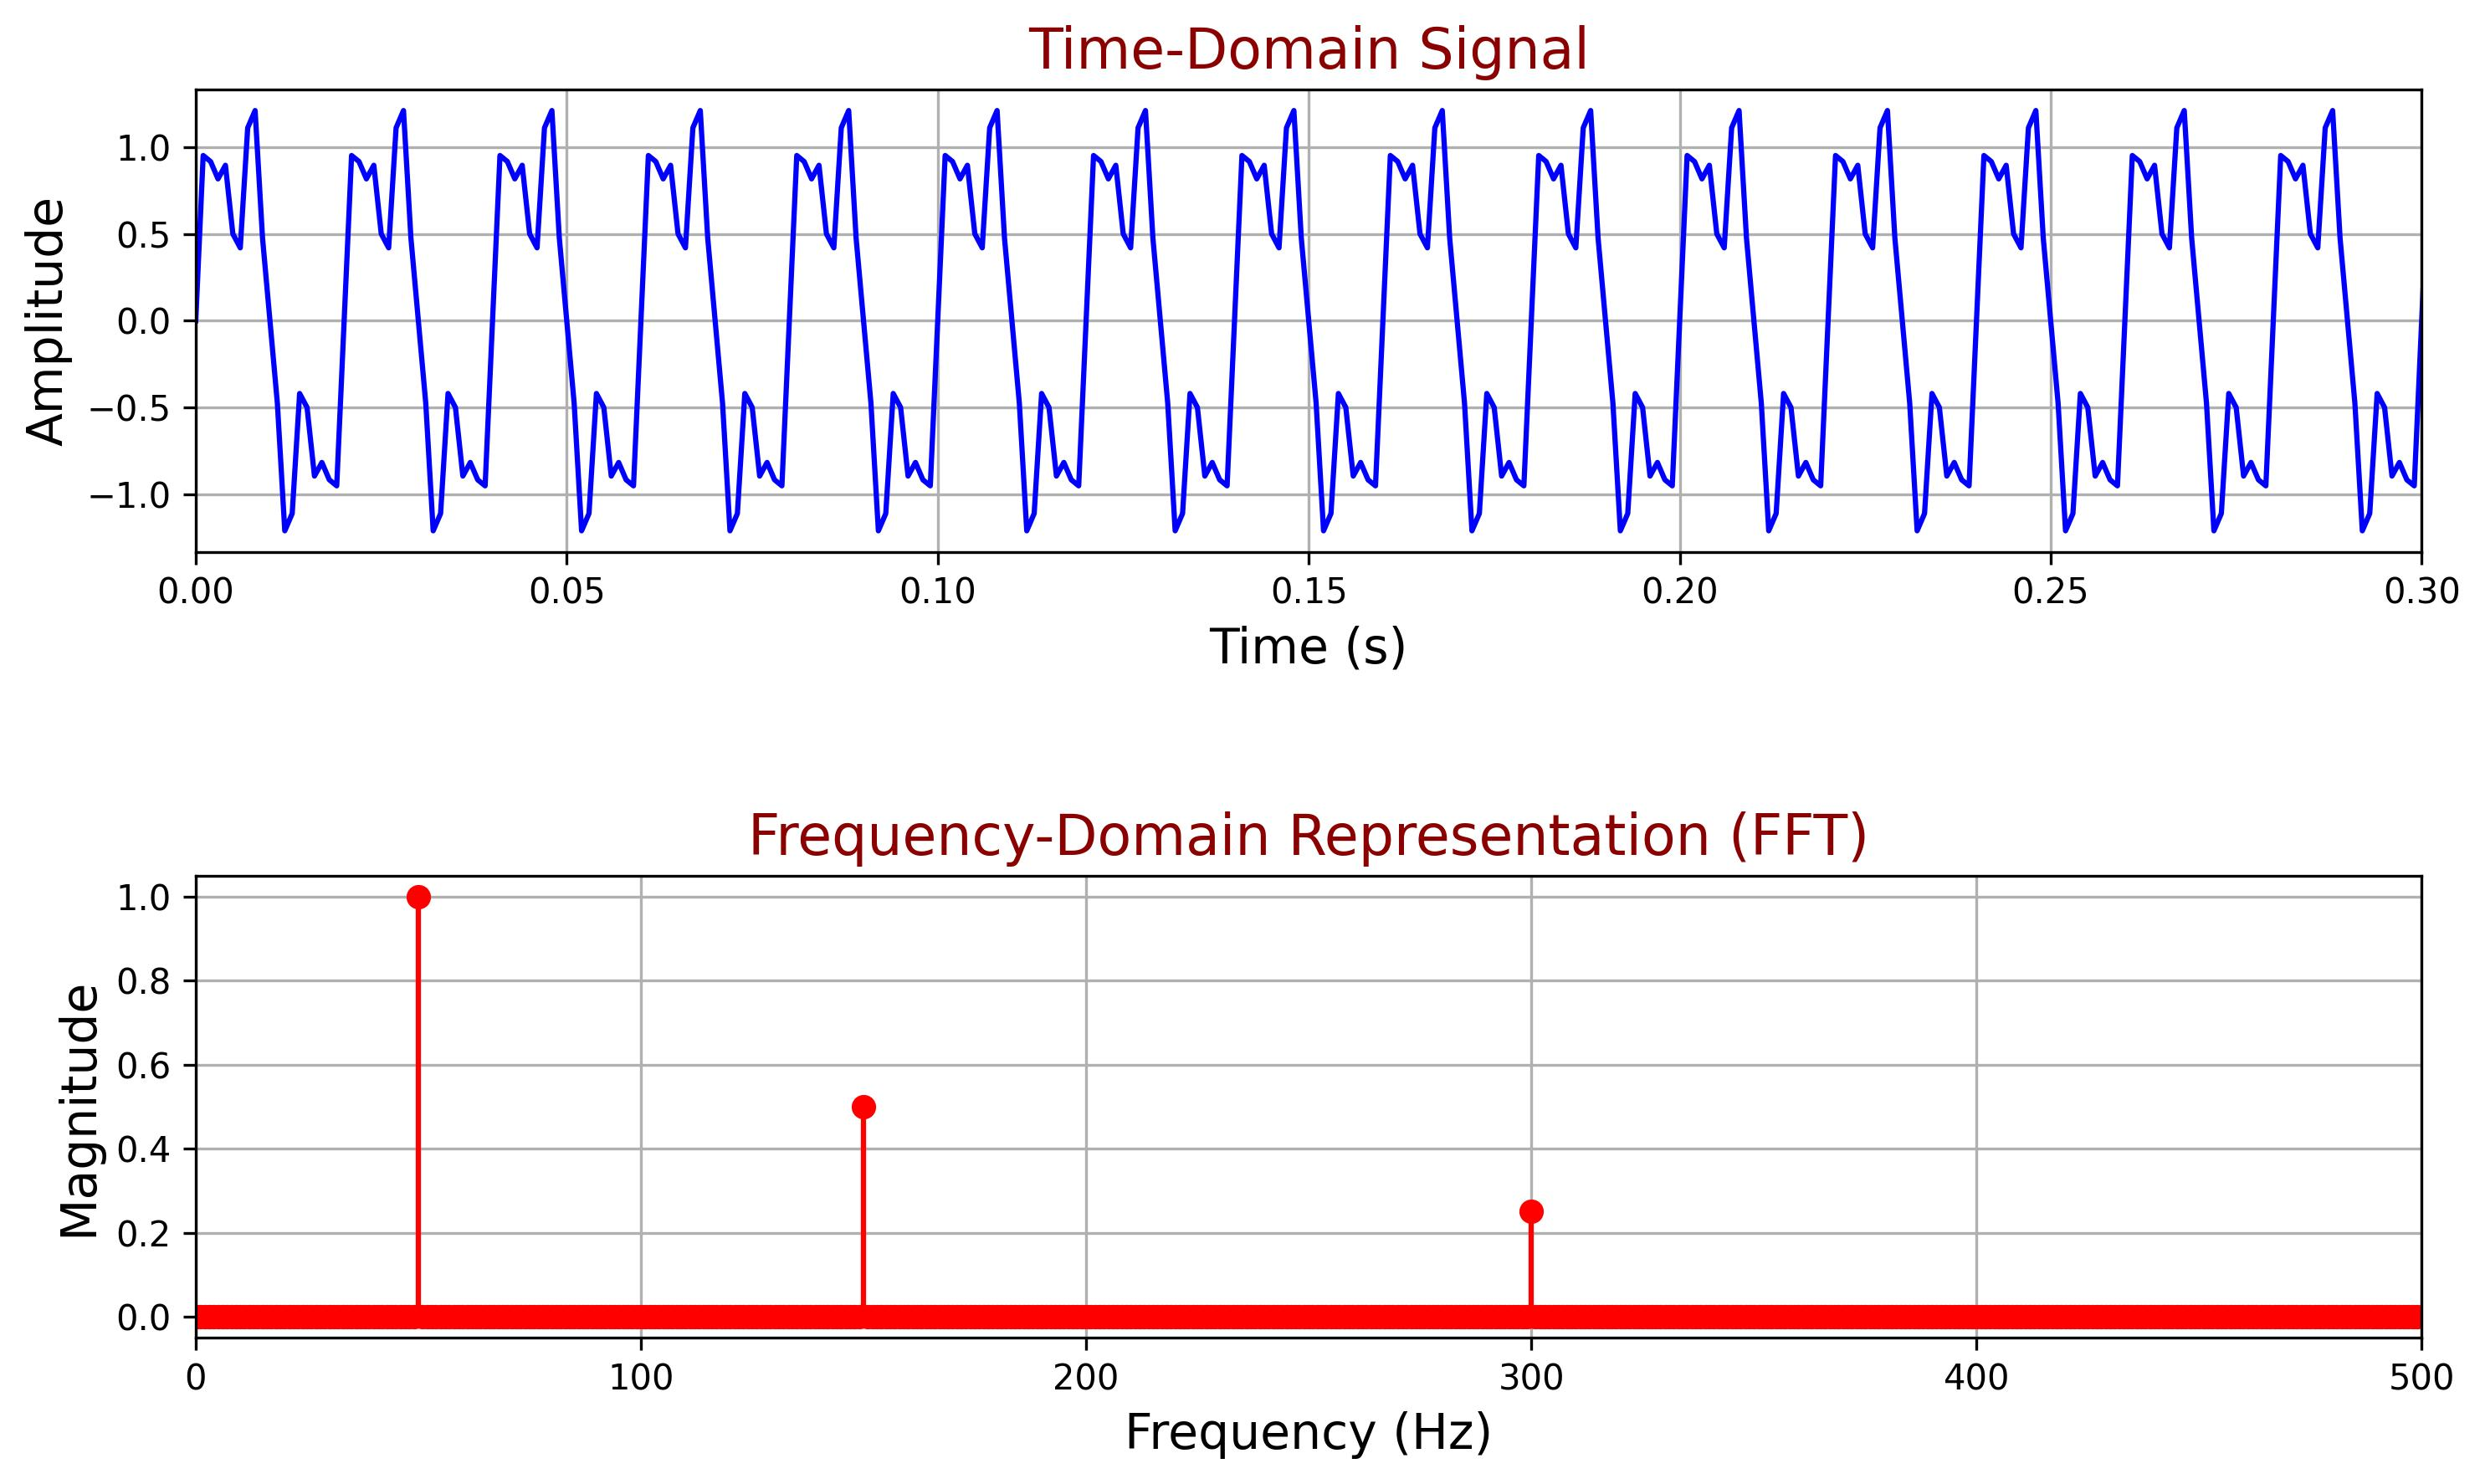 Time-Domain Signal
Amplitude
1.0
0.5
0.0
−0.5
−1.0
0.00 0.05 0.10 0.15 0.20 0.25 0.30
Time (s)
Frequency-Domain Representation (FFT)
Magnitude
1.0
0.8
0.6
0.4
0.2
0.0
0 100 200 300 400 500
Frequency (Hz)